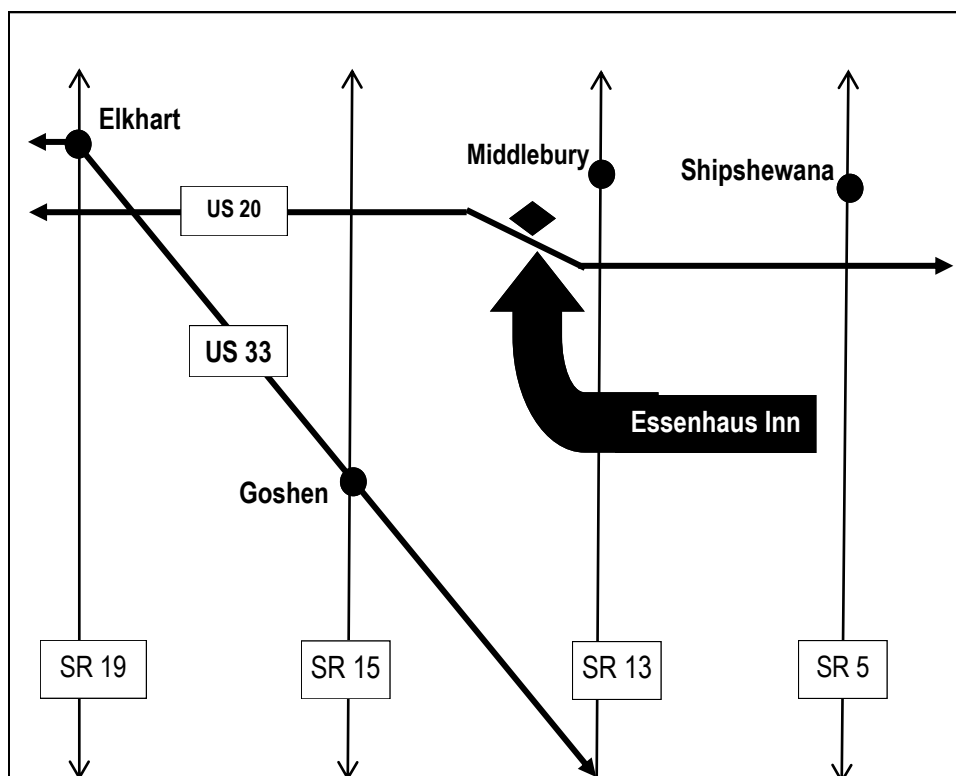 Elkhart
Middlebury
Shipshewana
US 20
US 33
Essenhaus Inn
Goshen
SR 19
SR 15
SR 13
SR 5